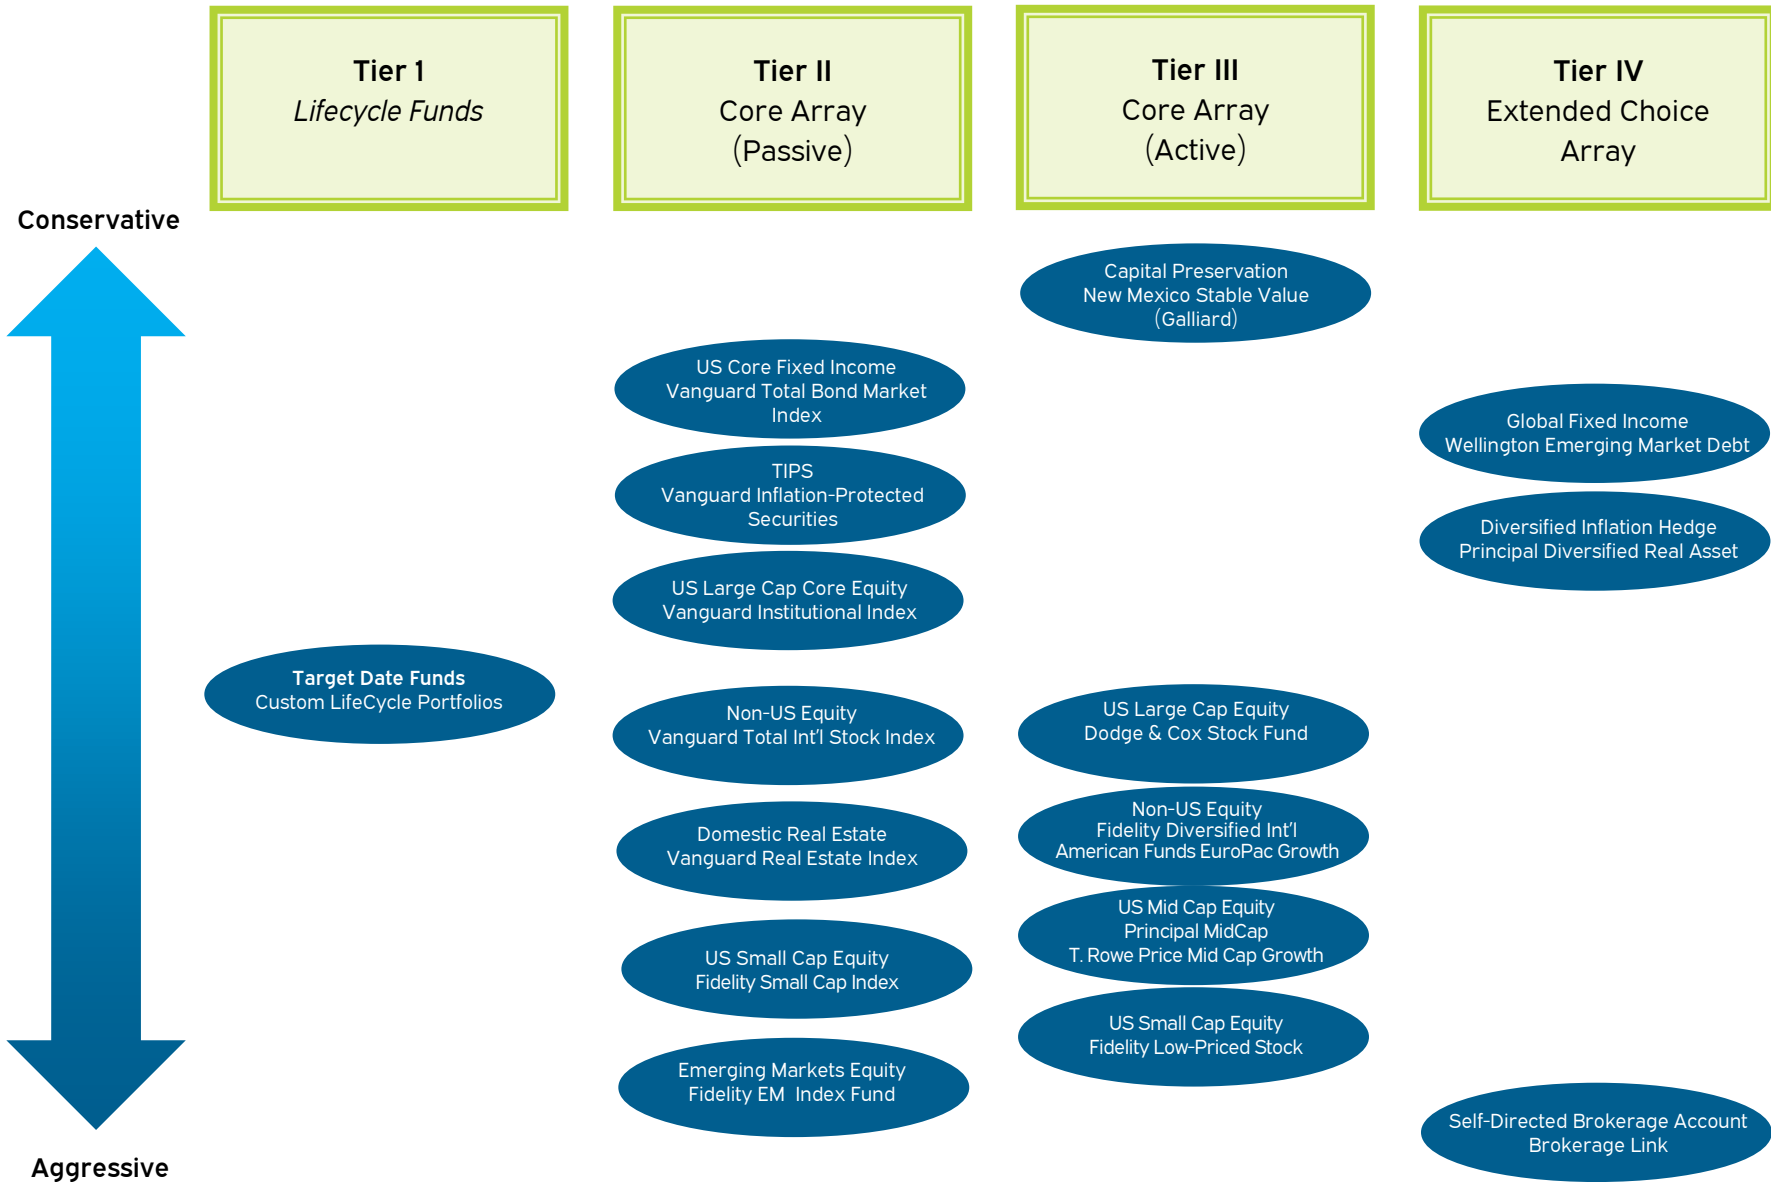 Tier 1
Lifecycle Funds
Tier II
Core Array
(Passive)
Tier III
Core Array
(Active)
Tier IV
Extended Choice
Array
Conservative
Aggressive
Target Date Funds
Custom LifeCycle Portfolios
US Core Fixed Income
Vanguard Total Bond Market
Index
TIPS
Vanguard Inflation-Protected
Securities
US Large Cap Core Equity
Vanguard Institutional Index
Non-US Equity
Vanguard Total Int'l Stock Index
Domestic Real Estate
Vanguard Real Estate Index
US Small Cap Equity
Fidelity Small Cap Index
Emerging Markets Equity
Fidelity EM Index Fund
Capital Preservation
New Mexico Stable Value
(Galliard)
US Large Cap Equity
Dodge & Cox Stock Fund
Non-US Equity
Fidelity Diversified Int'l
American Funds EuroPac Growth
US Mid Cap Equity
Principal MidCap
T. Rowe Price Mid Cap Growth
US Small Cap Equity
Fidelity Low-Priced Stock
Global Fixed Income
Wellington Emerging Market Debt
Diversified Inflation Hedge
Principal Diversified Real Asset
Self-Directed Brokerage Account
Brokerage Link